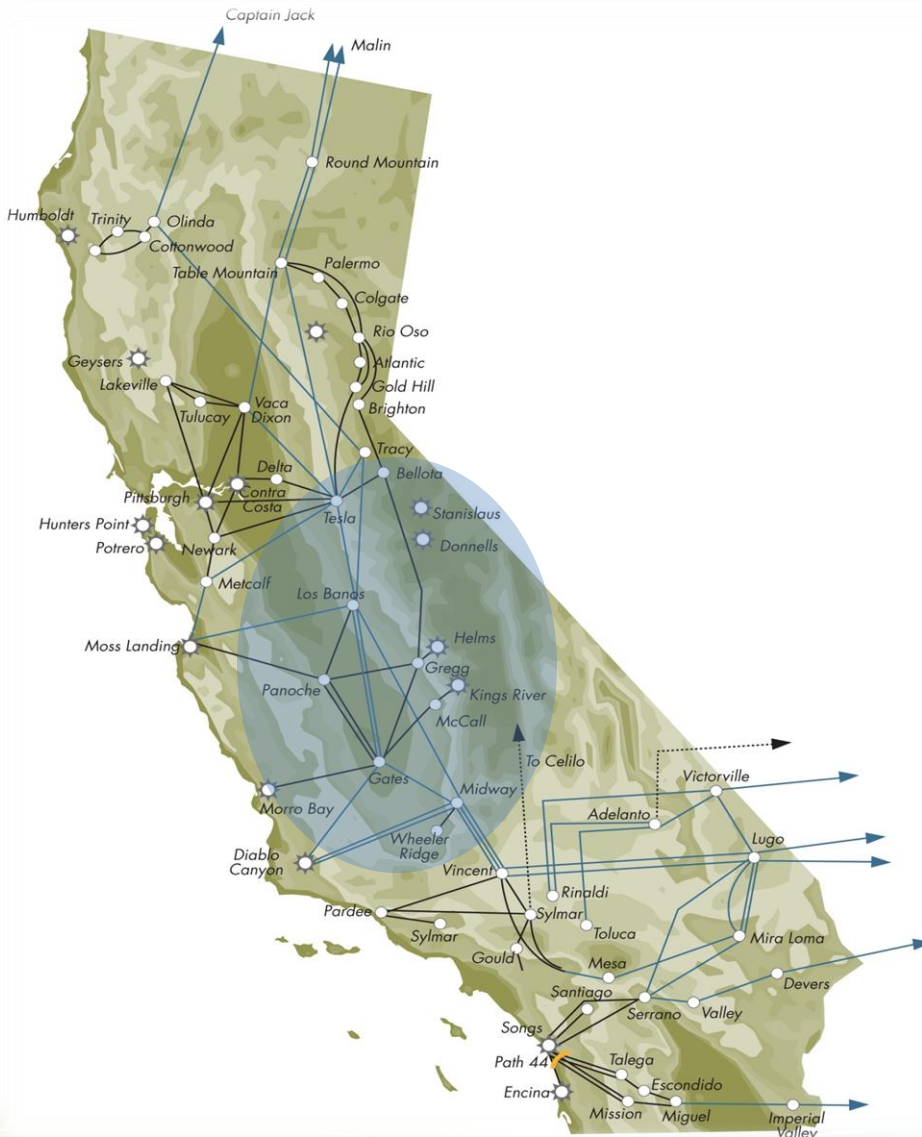 Captain Jack
Malin
Round Mountain
Humboldt
Trinity
Olinda
Cottonwood
Table Mountain
Palermo
Colgate
Rio Oso
Geysers
Atlantic
Lakeville
Gold Hill
Tulucay
Vaca
Dixon
Brighton
Tracy
Delta
Bellota
Pittsburgh
Contra
Costa
Tesla
Stanislaus
Hunters Point
Potrero
Newark
Donnells
Metcalf
Los Banos
Moss Landing
Helms
Gregg
Panoche
Kings River
McCall
To Celilo
Gates
Victorville
Morro Bay
Midway
Adelanto
Wheeler
Ridge
Lugo
Diablo
Canyon
Vincent
Rinaldi
Pardee
Sylmar
Sylmar
Toluca
Mira Loma
Gould
Mesa
Devers
Santiago
Serrano
Valley
Songs
Path 44
Talega
Encina
Escondido
Mission
Miguel
Imperial
Valley